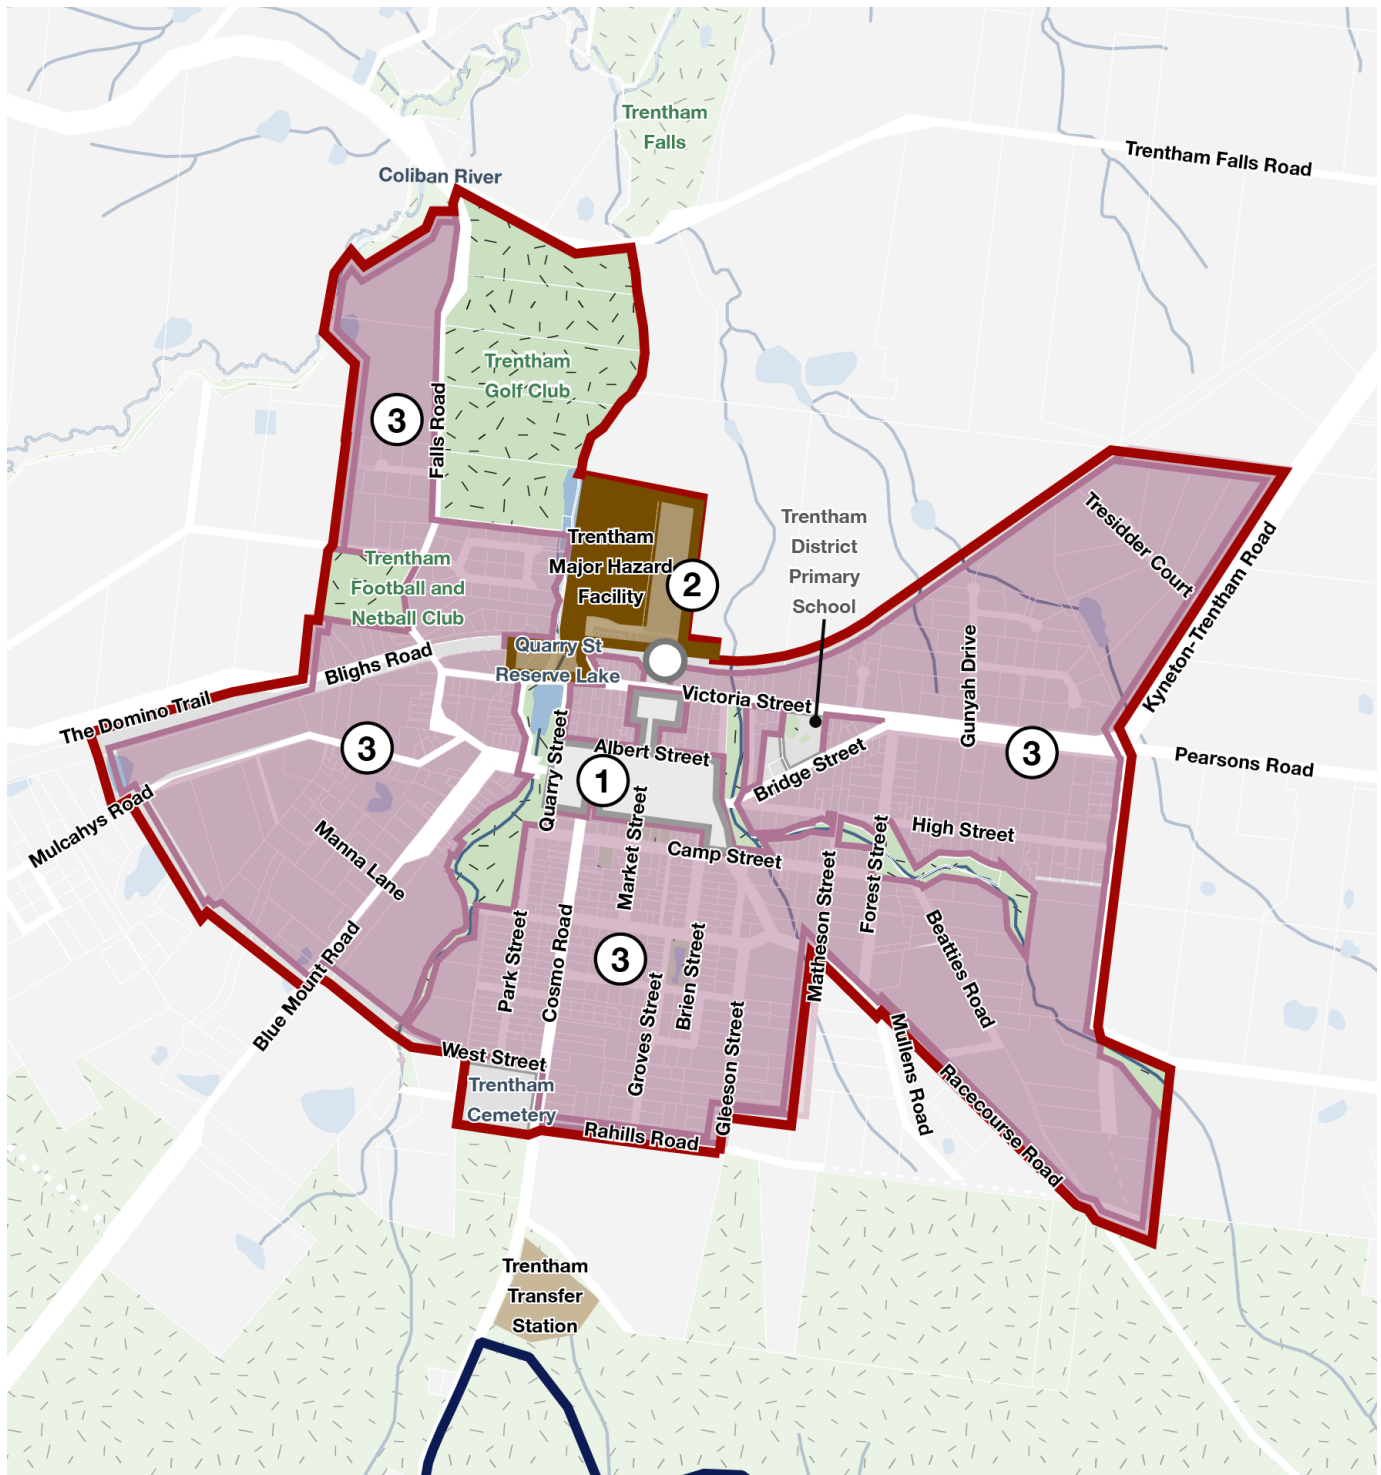 Trentham
Falls
Trentham Falls Road
Coliban River
Trentham
Golf Club
3
Falls Road
Tresidder Court
Trentham
District
Primary
School
Trentham
Major Hazard
Facility
2
Kyneton-Trentham Road
Trentham
Football and
Netball Club
Quarry St
Reserve Lake
Blighs Road
Gunyah Drive
Victoria Street
The Domino Trail
3
Albert Street
3
Pearsons Road
Bridge Street
1
Quarry Street
Mulcahys Road
Market Street
High Street
Manna Lane
Camp Street
Forest Street
Matheson Street
Park Street
Cosmo Road
3
Brien Street
Beatties Road
Blue Mount Road
Groves Street
Gleeson Street
Mullens Road
West Street
Trentham
Cemetery
Racecourse Road
Rahills Road
Trentham
Transfer
Station